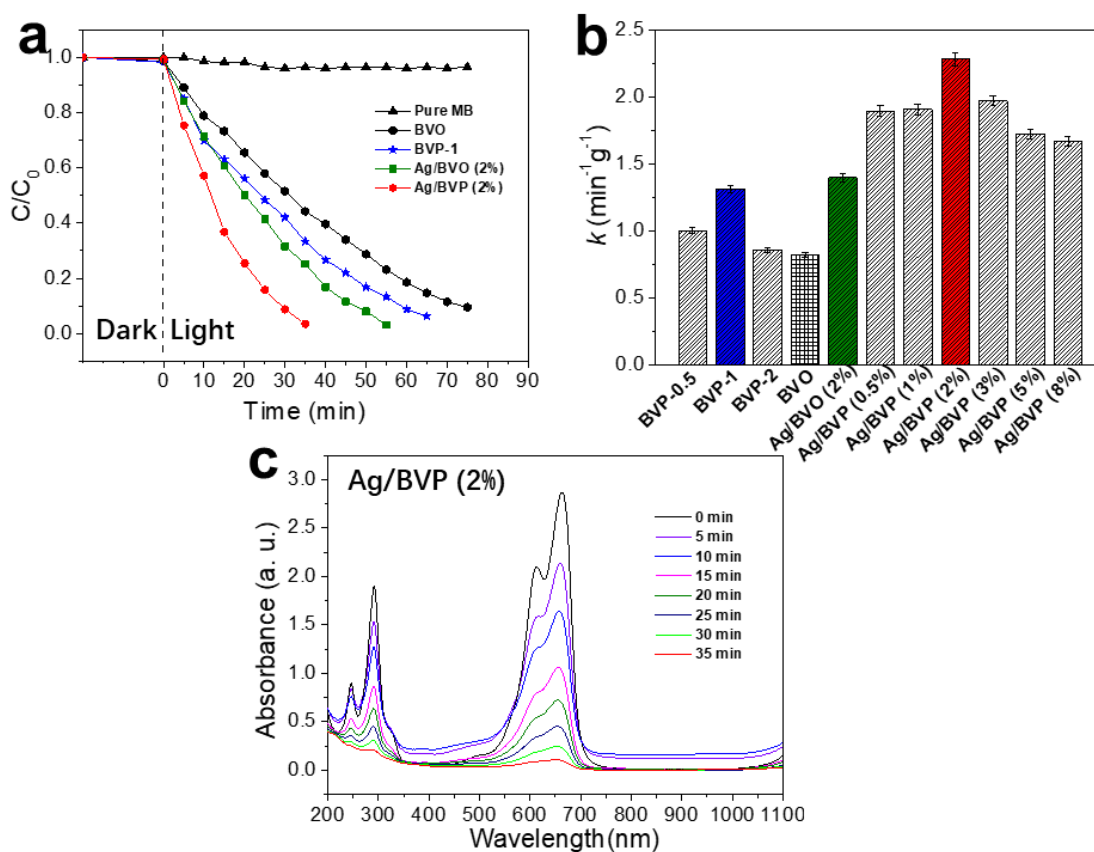 a
1.0
0.8
0.6
0.4
0.2
0.0
C/C0
Pure MB
BVO
BVP-1
Ag/BVO (2%)
Ag/BVP (2%)
Dark
Light
0
10
20
30
40
50
60
70
80
90
Time (min)
b
2.5
2.0
1.5
1.0
0.5
0.0
k (min⁻¹g⁻¹)
BVP-0.5
BVP-1
BVP-2
BVO
Ag/BVO (2%)
Ag/BVP (0.5%)
Ag/BVP (1%)
Ag/BVP (2%)
Ag/BVP (3%)
Ag/BVP (5%)
Ag/BVP (8%)
c
Ag/BVP (2%)
3.0
2.5
2.0
1.5
1.0
0.5
0.0
Absorbance (a. u.)
0 min
5 min
10 min
15 min
20 min
25 min
30 min
35 min
200
300
400
500
600
700
800
900
1000
1100
Wavelength(nm)